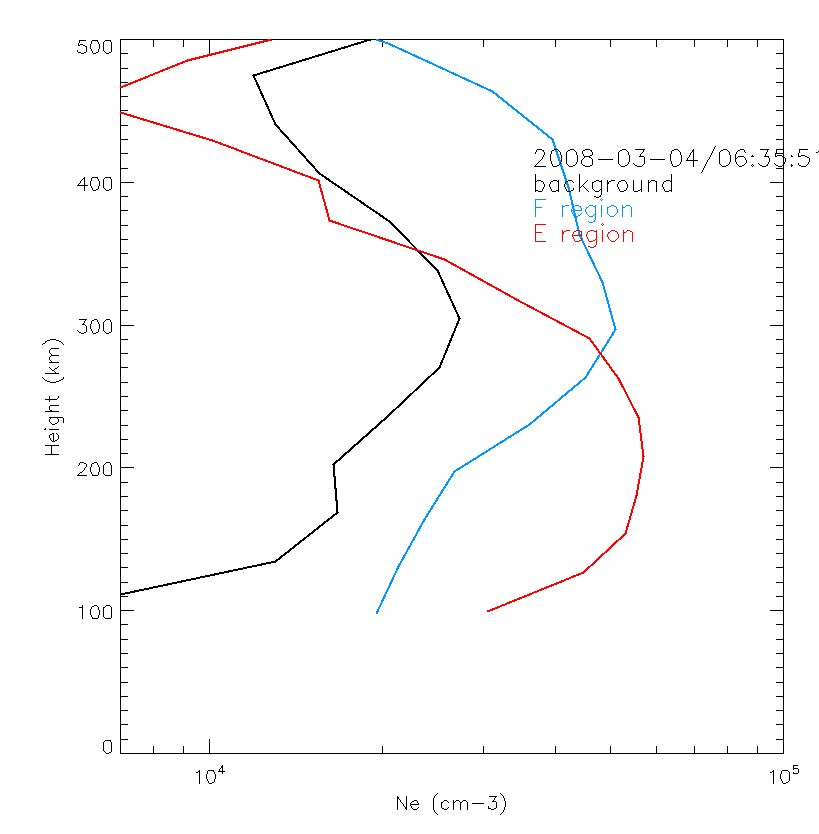 500
400
300
200
100
0
Height (km)
2008-03-04/06:35:51
background
F region
E region
10⁴
10⁵
Ne (cm-3)